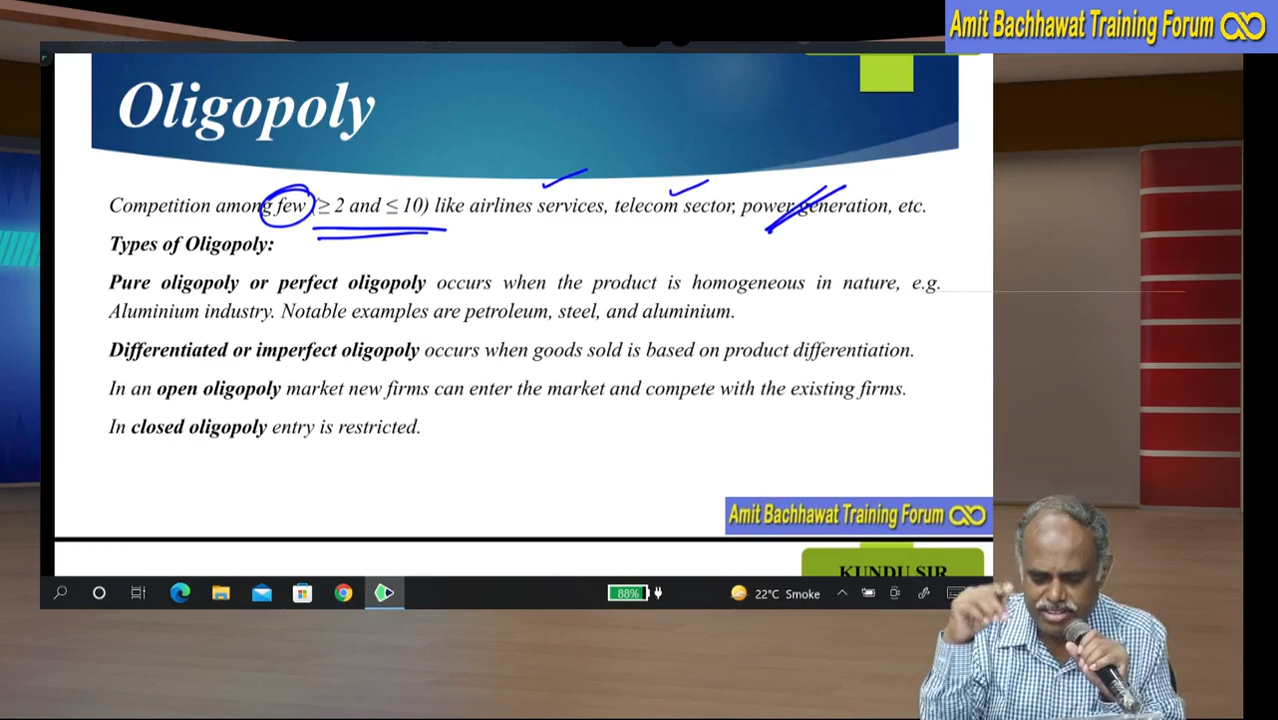 Amit Bachhawat Training Forum
Oligopoly
Competition among few (≥ 2 and ≤ 10) like airlines services, telecom sector, power generation, etc.
Types of Oligopoly:
Pure oligopoly or perfect oligopoly occurs when the product is homogeneous in nature, e.g.
Aluminium industry. Notable examples are petroleum, steel, and aluminium.
Differentiated or imperfect oligopoly occurs when goods sold is based on product differentiation.
In an open oligopoly market new firms can enter the market and compete with the existing firms.
In closed oligopoly entry is restricted.
Amit Bachhawat Training Forum
KUNDU SIR
88%
22°C Smoke